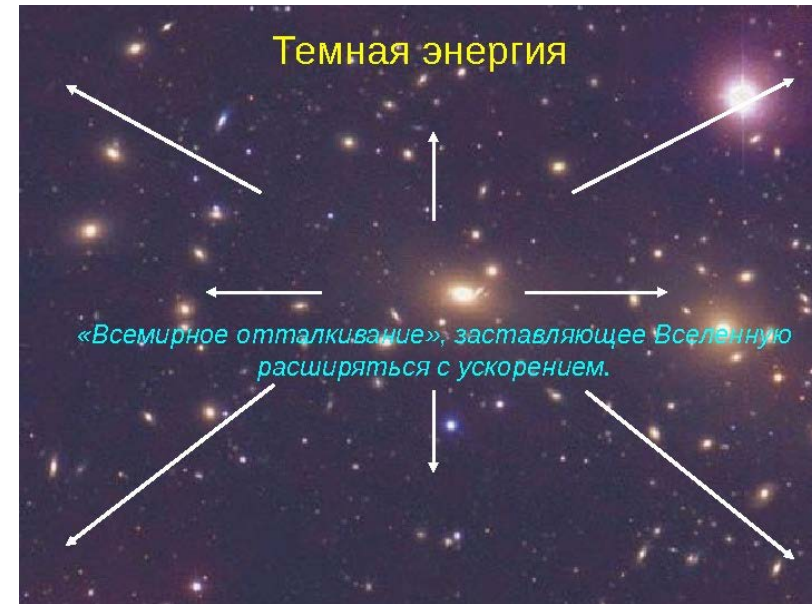 Темная энергия
«Всемирное отталкивание», заставляющее Вселенную
расширяться с ускорением.